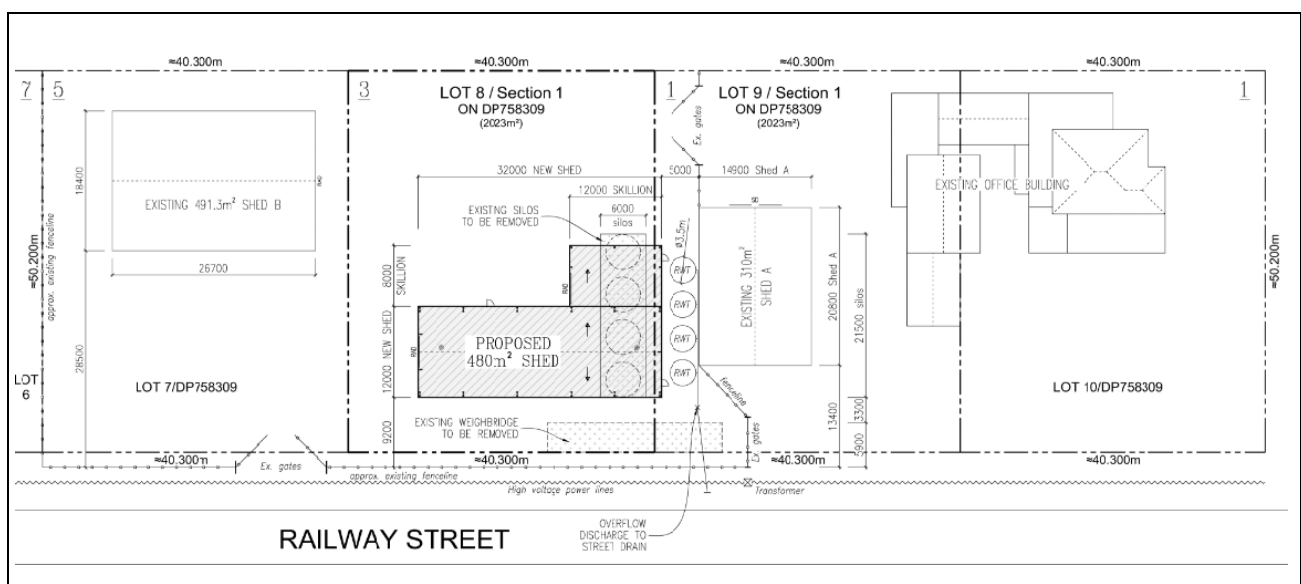 ≈40.300m
≈40.300m
≈40.300m
≈40.300m
7
5
3
LOT 8 / Section 1
ON DP758309
(2023m²)
1
Ex. gates
LOT 9 / Section 1
ON DP758309
(2023m²)
1
32000 NEW SHED
5000
14900 Shed A
12000 SKILLION
6000
silos
EXISTING SILOS
TO BE REMOVED
18400
EXISTING 491.3m² SHED B
RAD
26700
EXISTING OFFICE BUILDING
≈50.200m
approx. existing fenceline
28500
8000
SKILLION
RAD
ø3.5m
RWT
RWT
RWT
RWT
SD
EXISTING 310m²
SHED A
20800 Shed A
21500 silos
≈50.200m
12000 NEW SHED
RAD
PROPOSED
480m² SHED
LOT
6
LOT 7/DP758309
LOT 10/DP758309
fenceline
9200
EXISTING WEIGHBRIDGE
TO BE REMOVED
Ex. gates
13400
3300
5900
≈40.300m
Ex. gates
≈40.300m
≈40.300m
≈40.300m
approx. existing fenceline
High voltage power lines
Transformer
RAILWAY STREET
OVERFLOW
DISCHARGE TO
STREET DRAIN